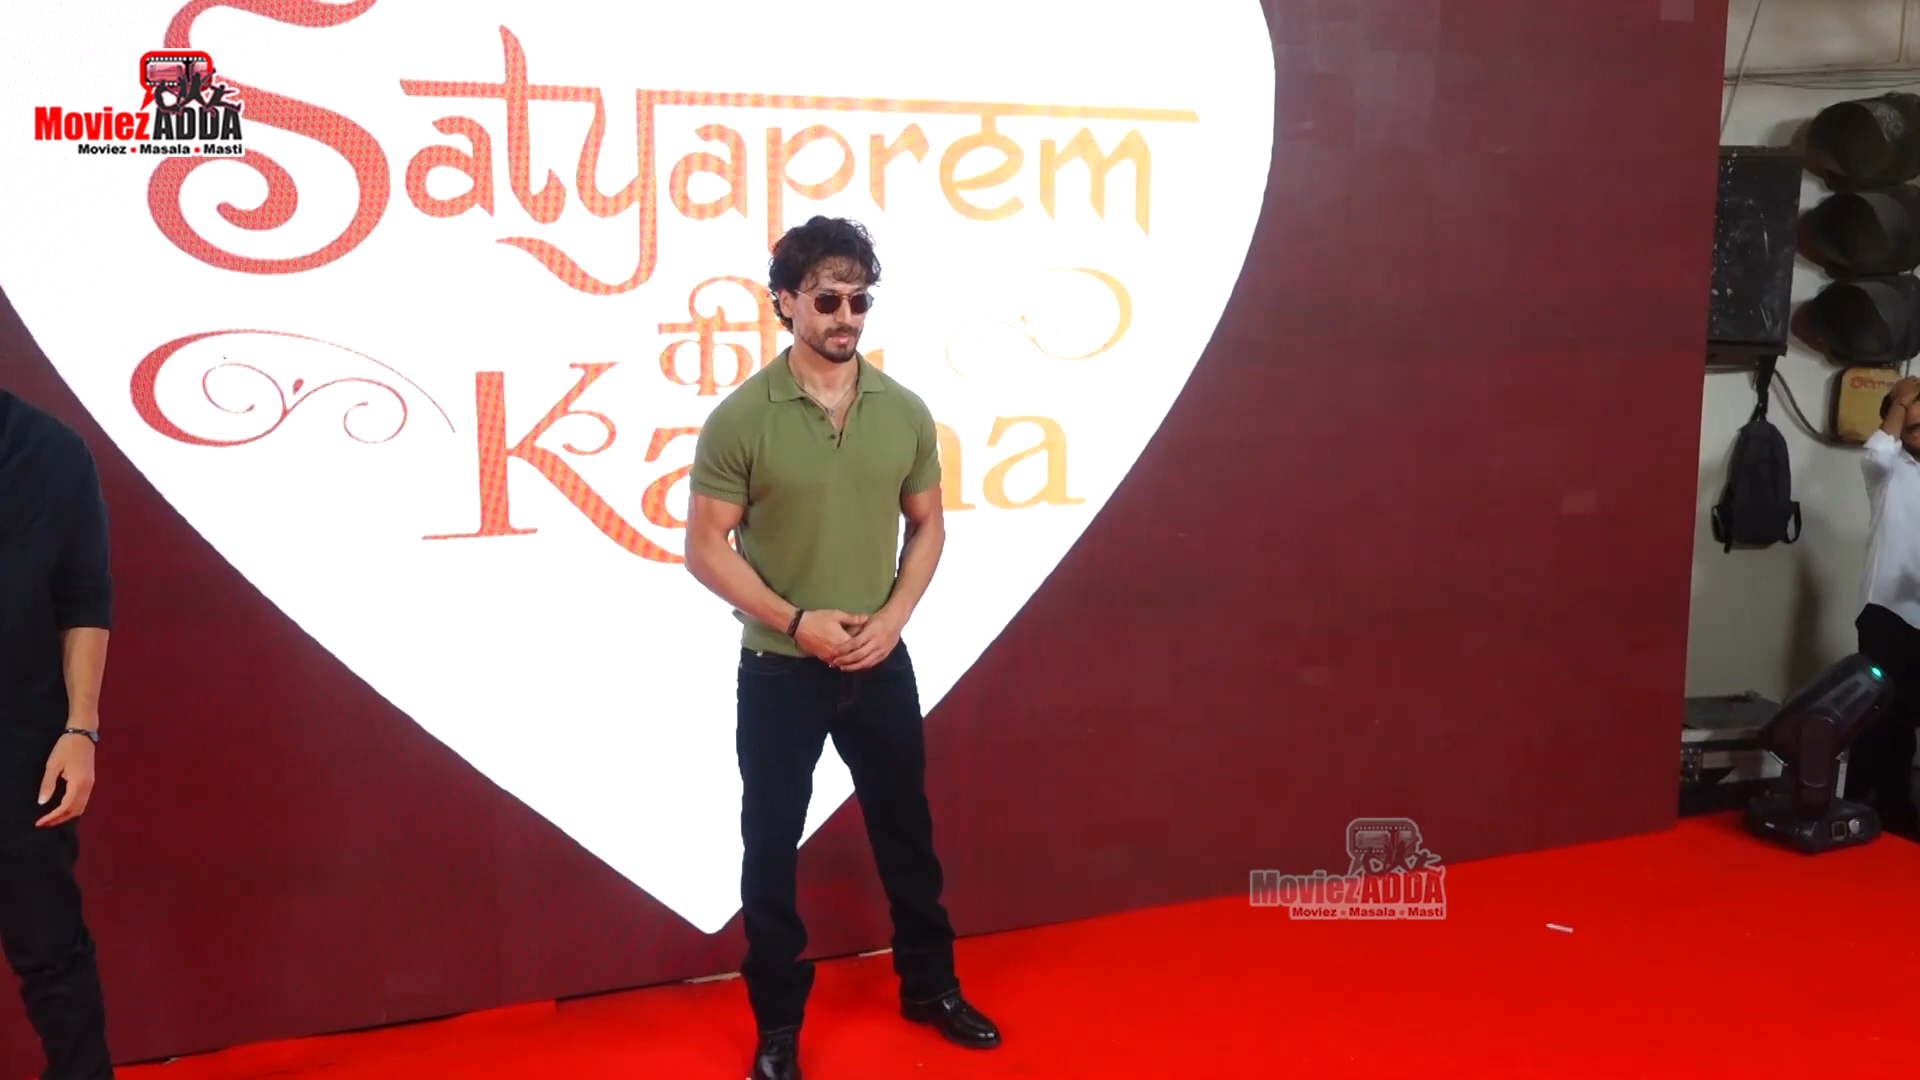 MoviezADDA
Moviez • Masala • Masti
Satyaprem
की
MoviezADDA
Moviez • Masala • Masti